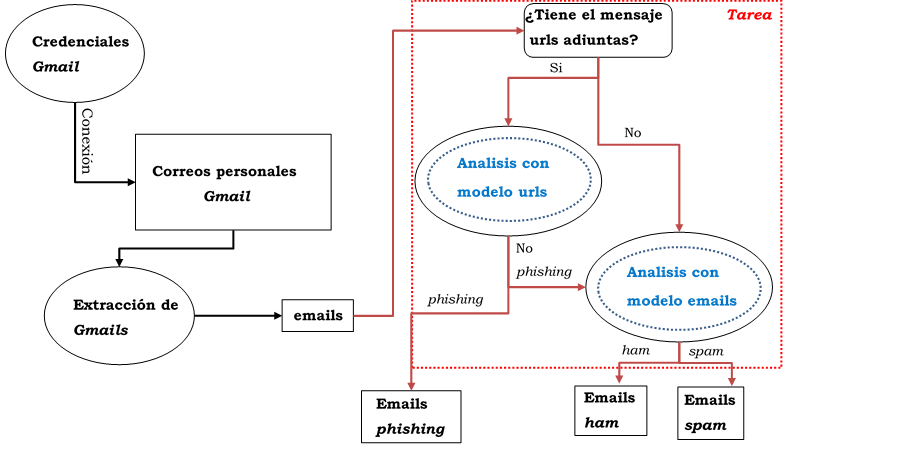 Credenciales
Gmail
Conexión
Correos personales
Gmail
Extracción de
Gmails
emails
Tarea
¿Tiene el mensaje
urls adiuntas?
Si
No
Analisis con
modelo urls
No
phishing
phishing
Analisis con
modelo emails
ham
spam
Emails
phishing
Emails
ham
Emails
spam